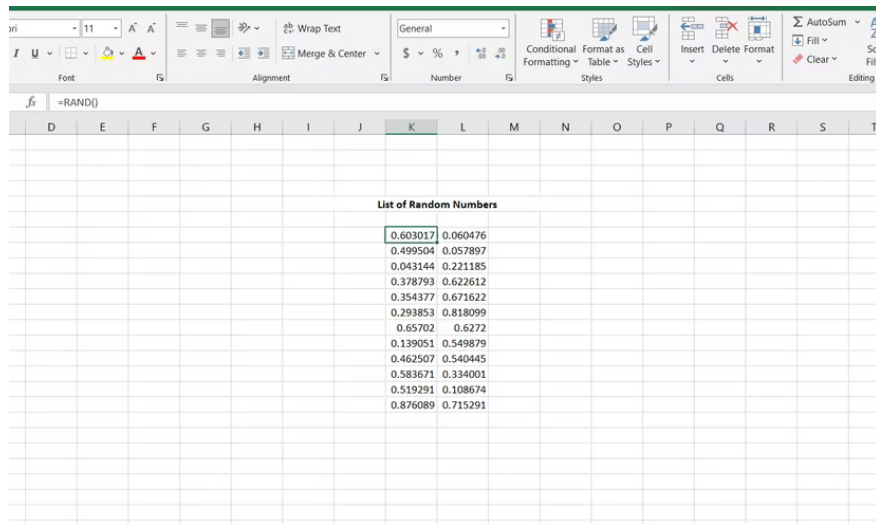 11 A A Wrap Text General AutoSum
I U A Merge & Center $ % , Conditional Formatting Format as Table Cell Styles Insert Delete Format Fill Clear
Font Alignment Number Styles Cells Editing
fx =RAND()
D E F G H I J K L M N O P Q R S T
List of Random Numbers
0.603017 0.060476
0.499504 0.057897
0.043144 0.221185
0.378793 0.622612
0.354377 0.671622
0.293853 0.818099
0.65702 0.6272
0.139051 0.549879
0.462507 0.540445
0.583671 0.334001
0.519291 0.108674
0.876089 0.715291